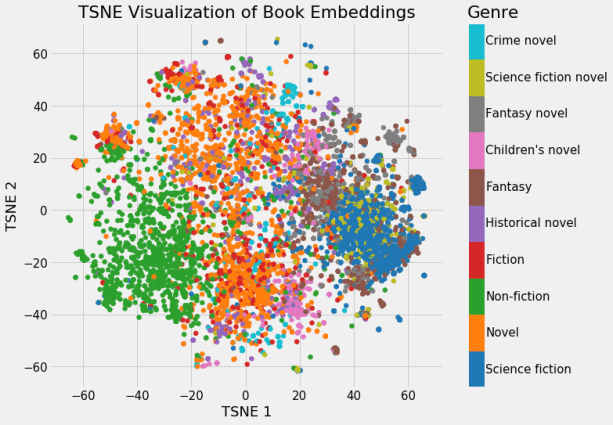 TSNE Visualization of Book Embeddings
Genre
60
40
20
0
−20
−40
−60
TSNE 2
−60 −40 −20 0 20 40 60
TSNE 1
Crime novel
Science fiction novel
Fantasy novel
Children's novel
Fantasy
Historical novel
Fiction
Non-fiction
Novel
Science fiction